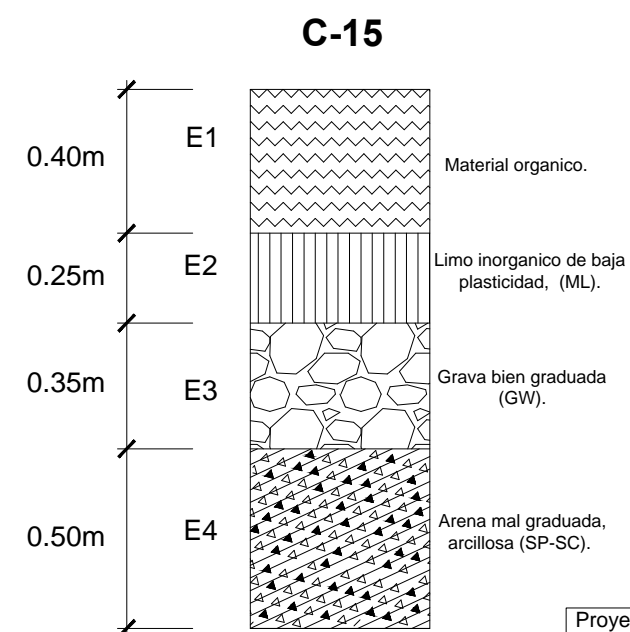 C-15
0.40m
E1
Material organico.
0.25m
E2
Limo inorganico de baja
plasticidad, (ML).
0.35m
E3
Grava bien graduada
(GW).
0.50m
E4
Arena mal graduada,
arcillosa (SP-SC).
Proye